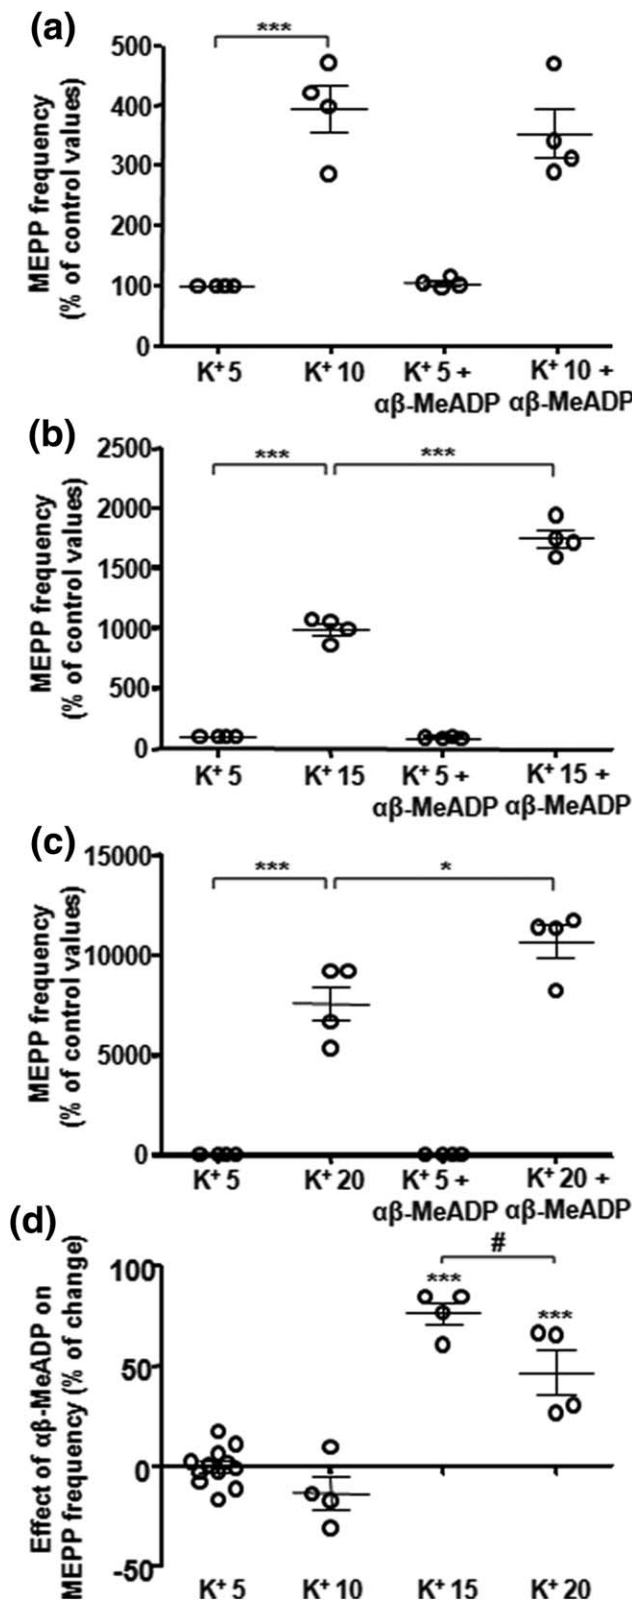 (a)
MEPP frequency
(% of control values)
500
400
300
200
100
0
***
K⁺ 5
K⁺ 10
K⁺ 5 +
αβ-MeADP
K⁺ 10 +
αβ-MeADP
(b)
MEPP frequency
(% of control values)
2500
2000
1500
1000
500
0
***
***
K⁺ 5
K⁺ 15
K⁺ 5 +
αβ-MeADP
K⁺ 15 +
αβ-MeADP
(c)
MEPP frequency
(% of control values)
15000
10000
5000
0
***
*
K⁺ 5
K⁺ 20
K⁺ 5 +
αβ-MeADP
K⁺ 20 +
αβ-MeADP
(d)
Effect of αβ-MeADP on
MEPP frequency (% of change)
100
50
0
-50
#
***
***
K⁺ 5
K⁺ 10
K⁺ 15
K⁺ 20